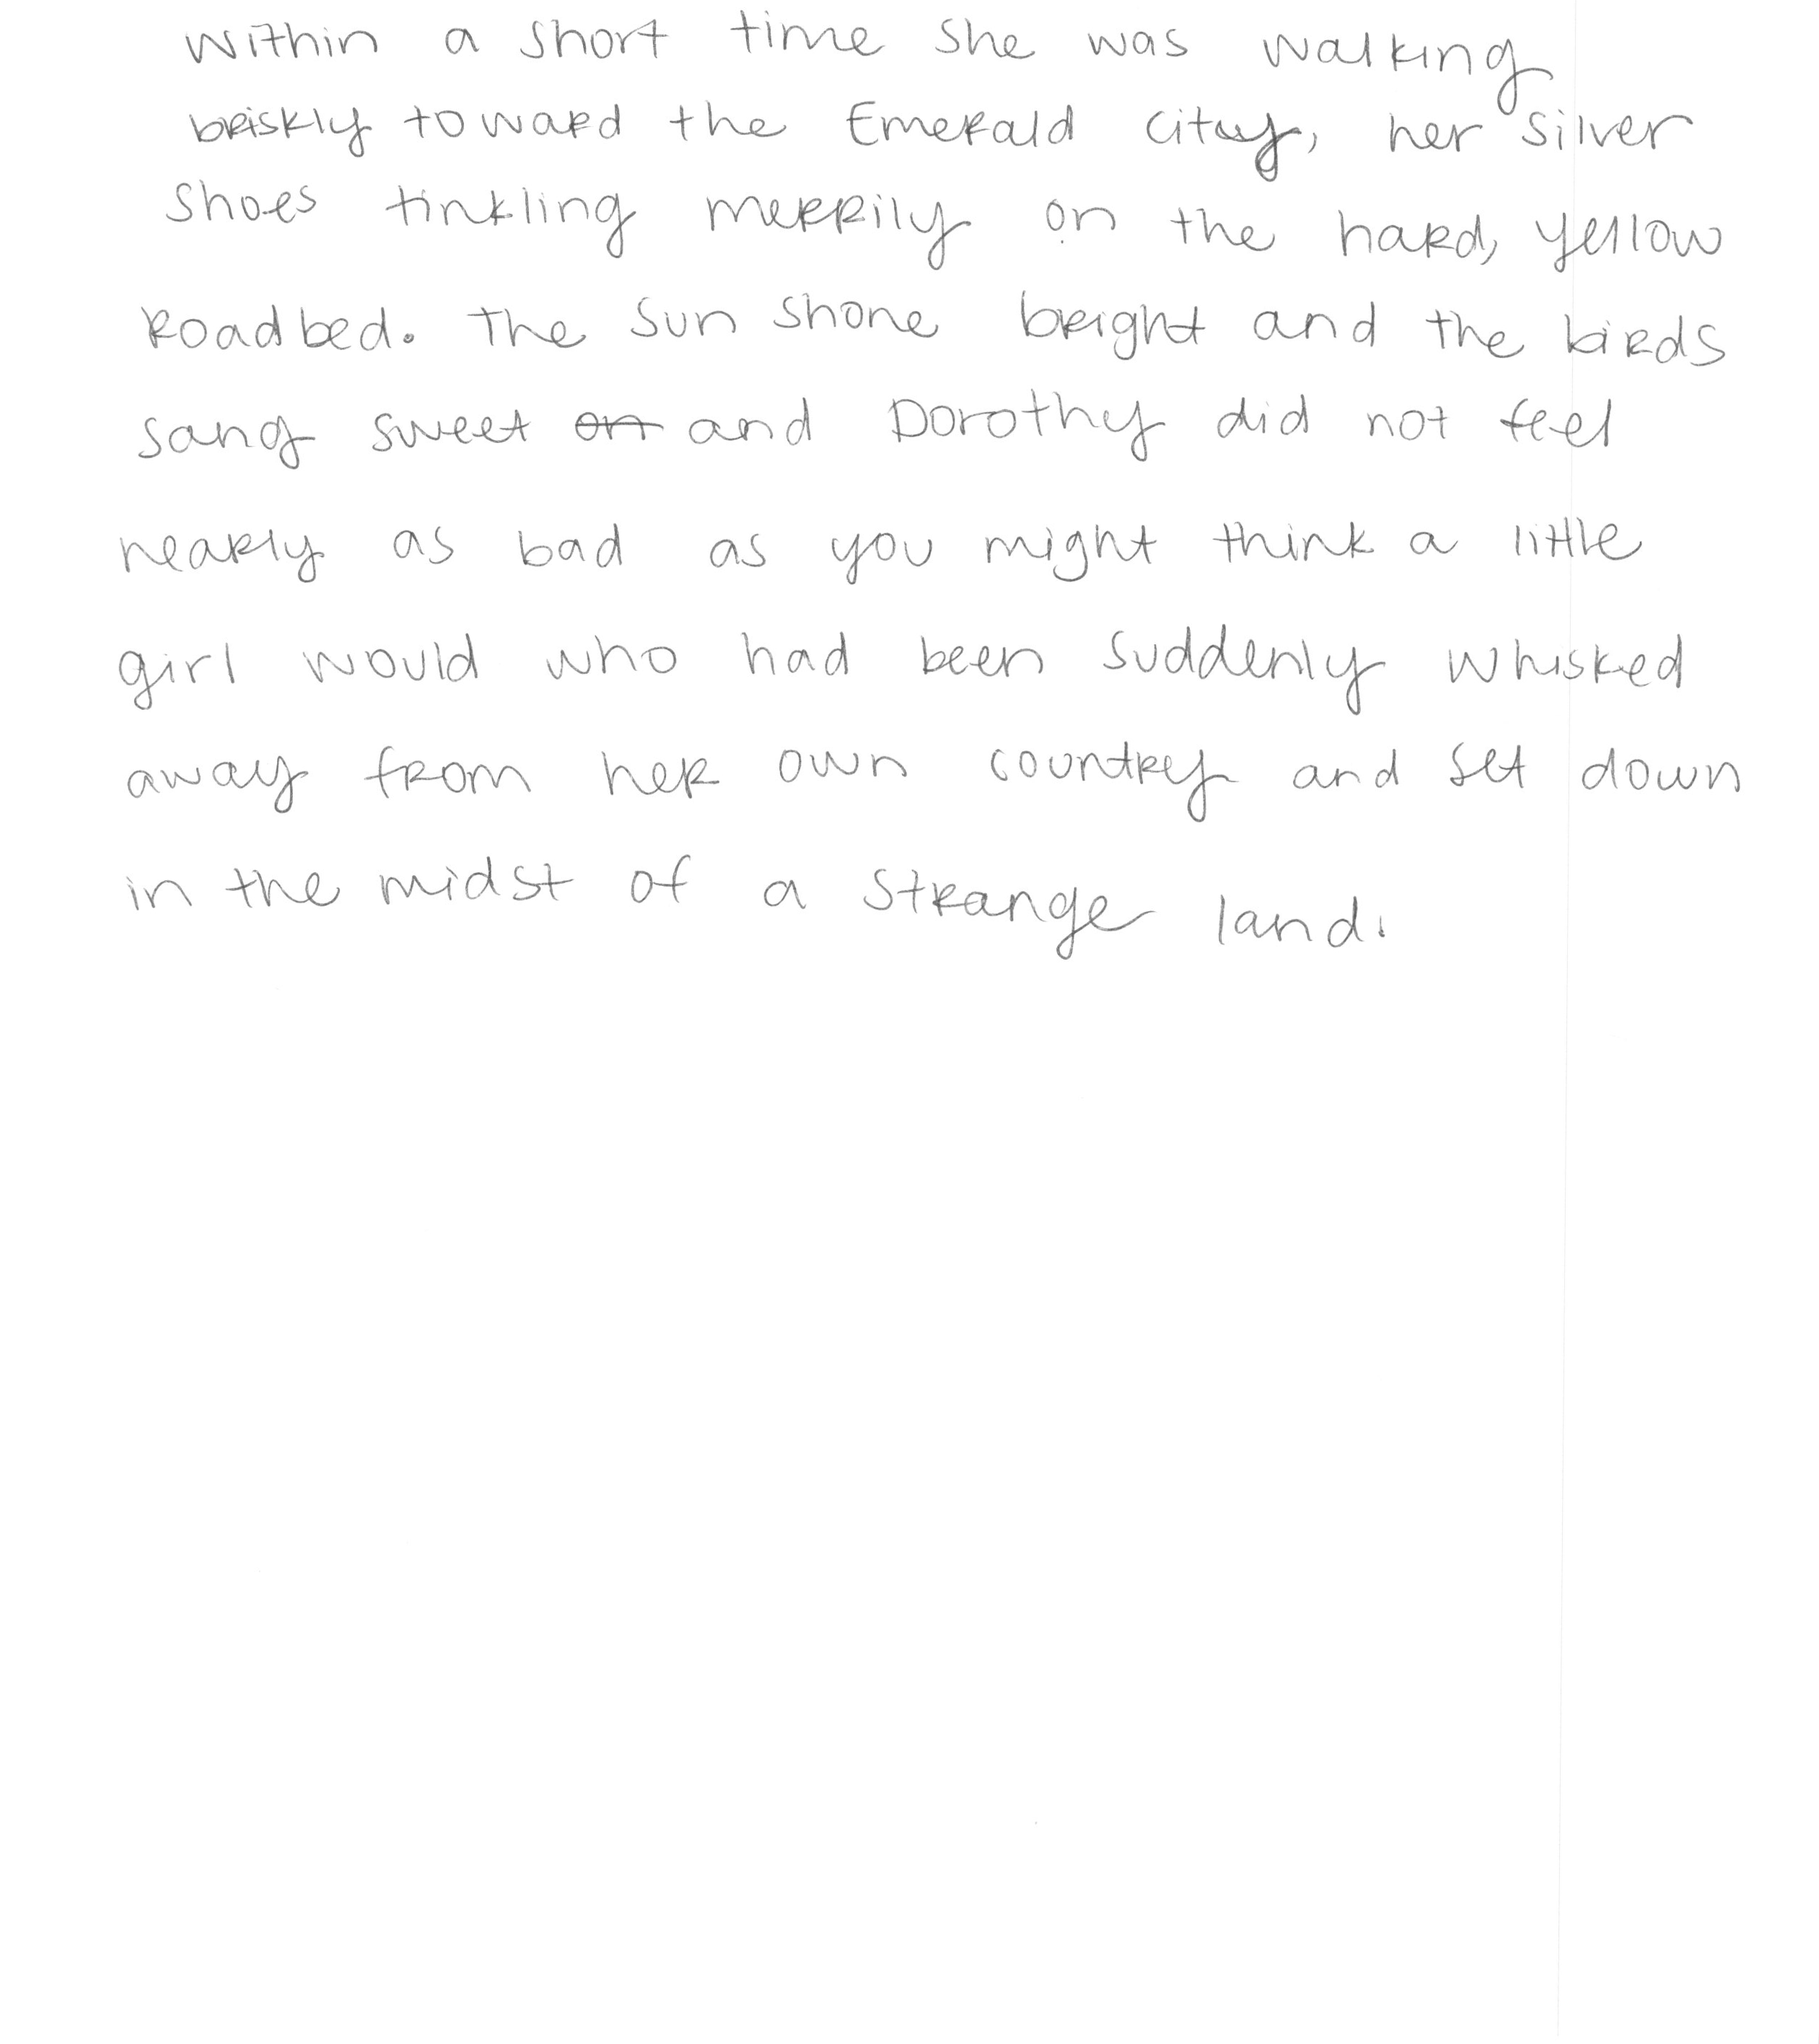 Within a short time she was walking
briskly toward the Emerald City, her silver
shoes tinkling merrily on the hard, yellow
roadbed. The sun shone bright and the birds
sang sweet and Dorothy did not feel
nearly as bad as you might think a little
girl would who had been suddenly whisked
away from her own country and set down
in the midst of a strange land.